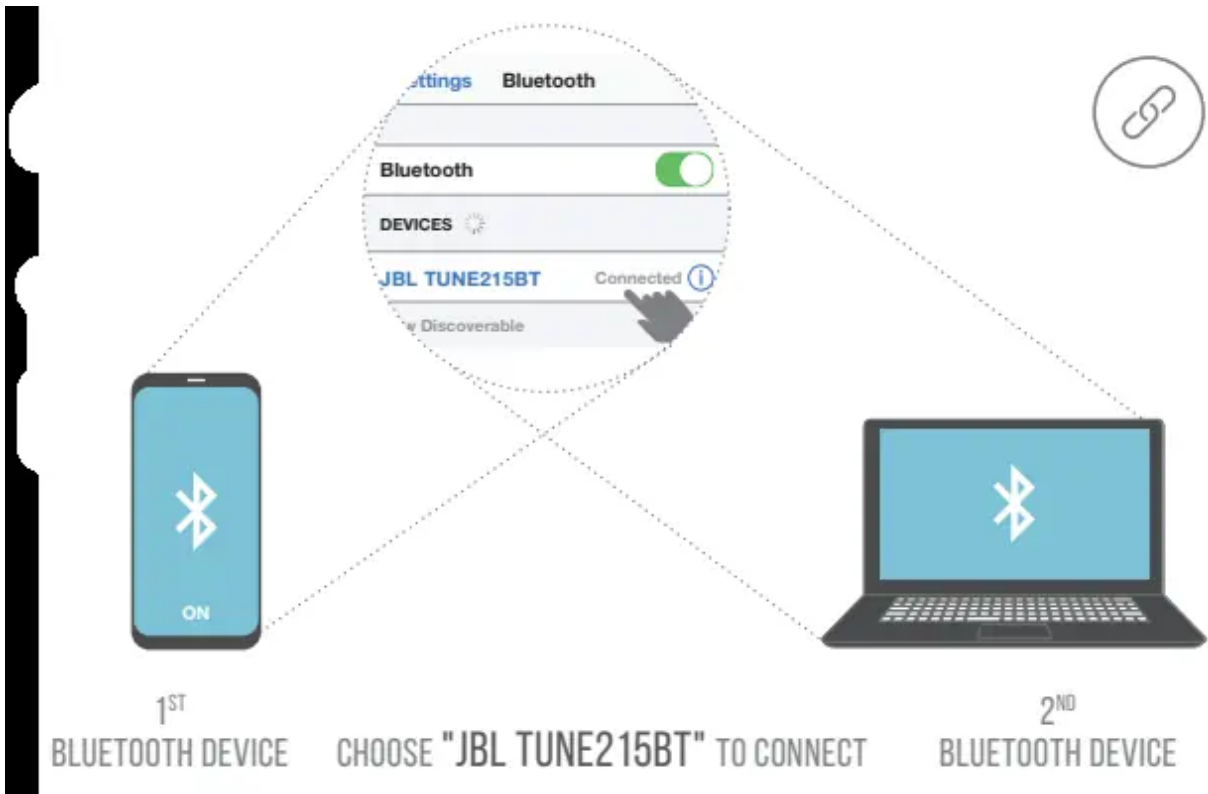 ettings Bluetooth
Bluetooth
DEVICES
JBL TUNE215BT Connected
Discoverable
ON
1ST
BLUETOOTH DEVICE
CHOOSE "JBL TUNE215BT" TO CONNECT
2ND
BLUETOOTH DEVICE